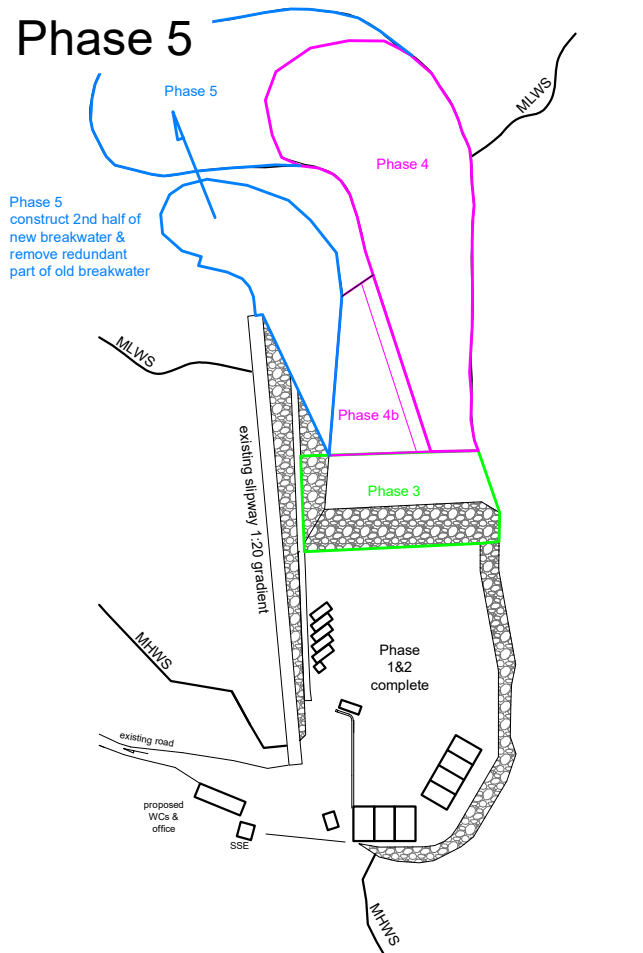 Phase 5
MLWS
Phase 5
Phase 4
Phase 5
construct 2nd half of
new breakwater &
remove redundant
part of old breakwater
MLWS
Phase 4b
existing slipway 1:20 gradient
Phase 3
MHWS
Phase
1&2
complete
existing road
proposed
WCs &
office
SSE
MHWS